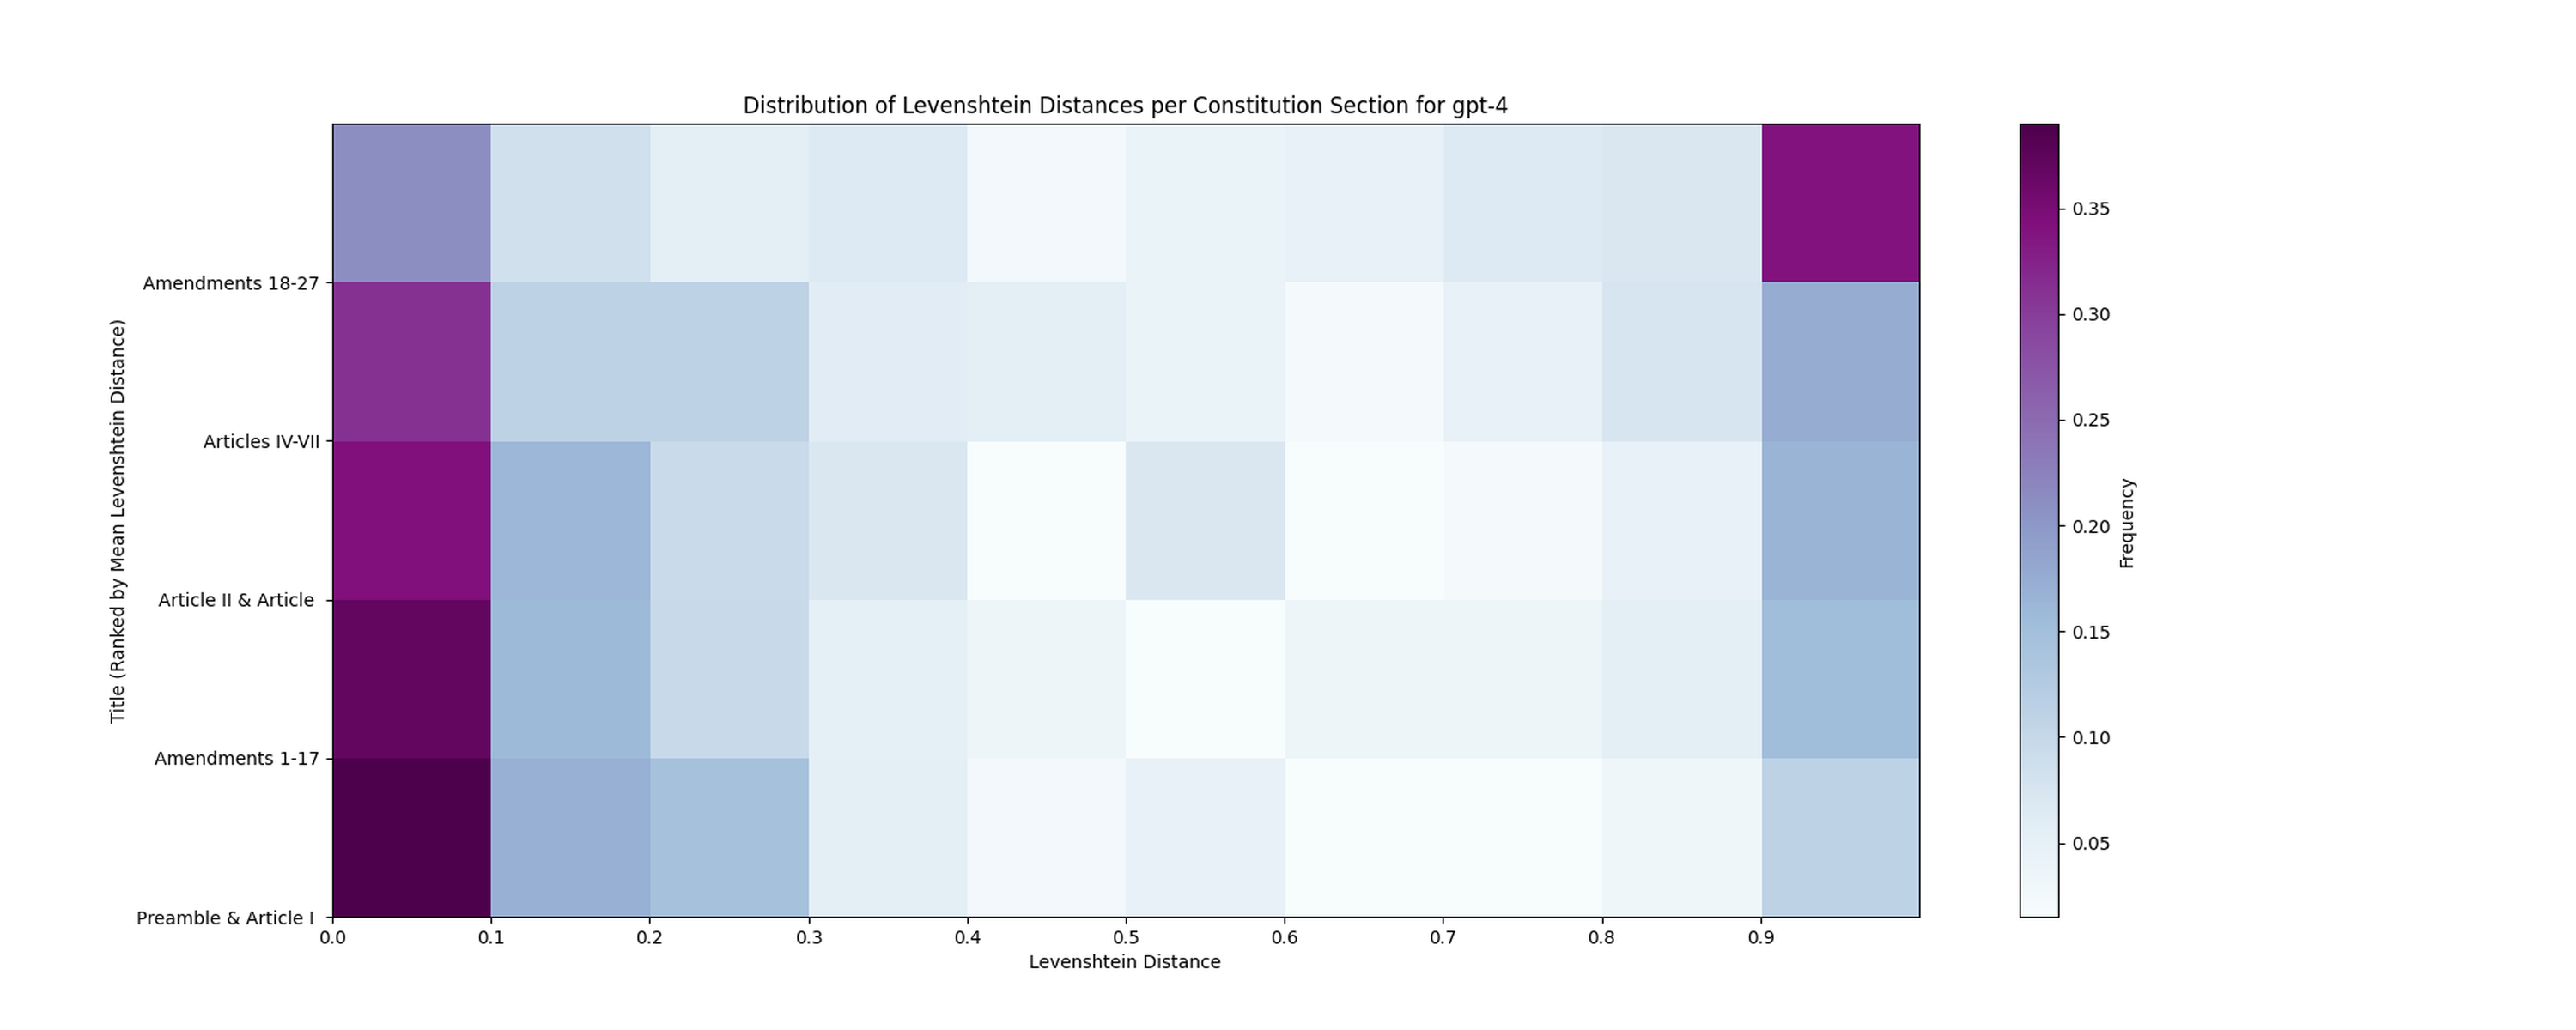 Distribution of Levenshtein Distances per Constitution Section for gpt-4
Title (Ranked by Mean Levenshtein Distance)
Amendments 18-27
Articles IV-VII
Article II & Article
Amendments 1-17
Preamble & Article I
0.0 0.1 0.2 0.3 0.4 0.5 0.6 0.7 0.8 0.9
Levenshtein Distance
0.35
0.30
0.25
0.20
0.15
0.10
0.05
Frequency